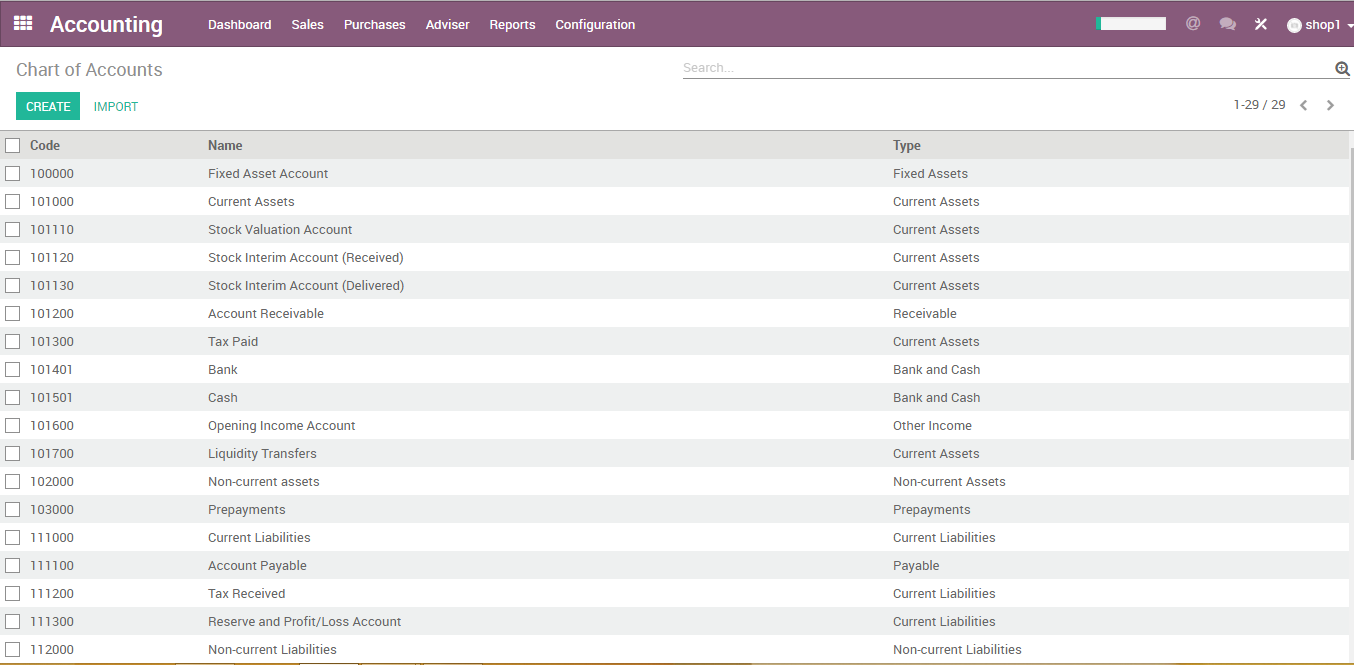 Accounting Dashboard Sales Purchases Adviser Reports Configuration @ shop1
Chart of Accounts Search...
CREATE IMPORT 1-29 / 29
Code Name Type
100000 Fixed Asset Account Fixed Assets
101000 Current Assets Current Assets
101110 Stock Valuation Account Current Assets
101120 Stock Interim Account (Received) Current Assets
101130 Stock Interim Account (Delivered) Current Assets
101200 Account Receivable Receivable
101300 Tax Paid Current Assets
101401 Bank Bank and Cash
101501 Cash Bank and Cash
101600 Opening Income Account Other Income
101700 Liquidity Transfers Current Assets
102000 Non-current assets Non-current Assets
103000 Prepayments Prepayments
111000 Current Liabilities Current Liabilities
111100 Account Payable Payable
111200 Tax Received Current Liabilities
111300 Reserve and Profit/Loss Account Current Liabilities
112000 Non-current Liabilities Non-current Liabilities